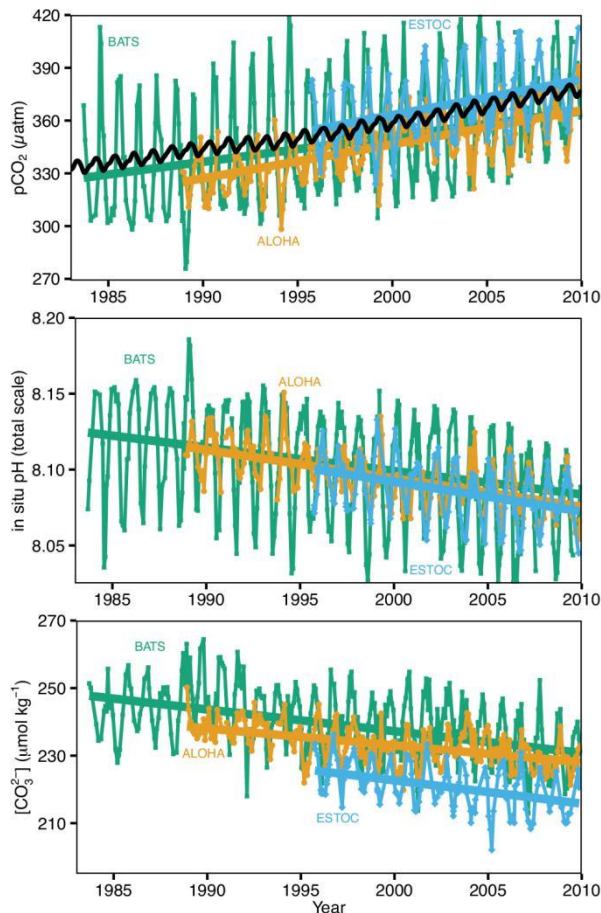 420
390
360
330
300
270
pCO₂ (µatm)
BATS
ESTOC
ALOHA
1985 1990 1995 2000 2005 2010
8.20
8.15
8.10
8.05
in situ pH (total scale)
BATS
ALOHA
ESTOC
1985 1990 1995 2000 2005 2010
270
250
230
210
[CO₃²⁻] (umol kg⁻¹)
BATS
ALOHA
ESTOC
1985 1990 1995 2000 2005 2010
Year